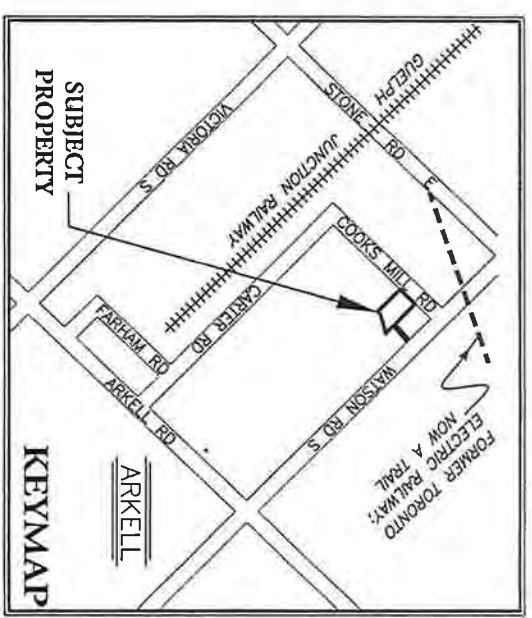 GUELPH
JUNCTION RAILWAY
STONE RD E
VICTORIA RD S
SUBJECT
PROPERTY
COOKS MILL RD
CARTER RD
FARHAM RD
ARKELL RD
WATSON RD S
FORMER TORONTO
ELECTRIC RAILWAY;
NOW A TRAIL
ARKELL
KEYMAP